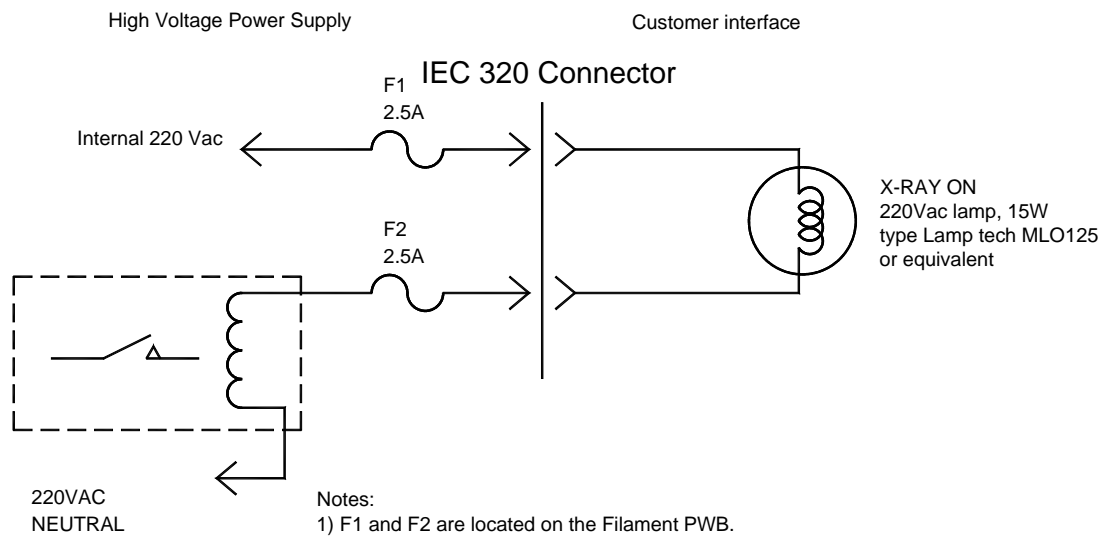 High Voltage Power Supply
Customer interface
IEC 320 Connector
F1
2.5A
Internal 220 Vac
X-RAY ON
220Vac lamp, 15W
type Lamp tech MLO125
or equivalent
F2
2.5A
220VAC
NEUTRAL
Notes:
1) F1 and F2 are located on the Filament PWB.